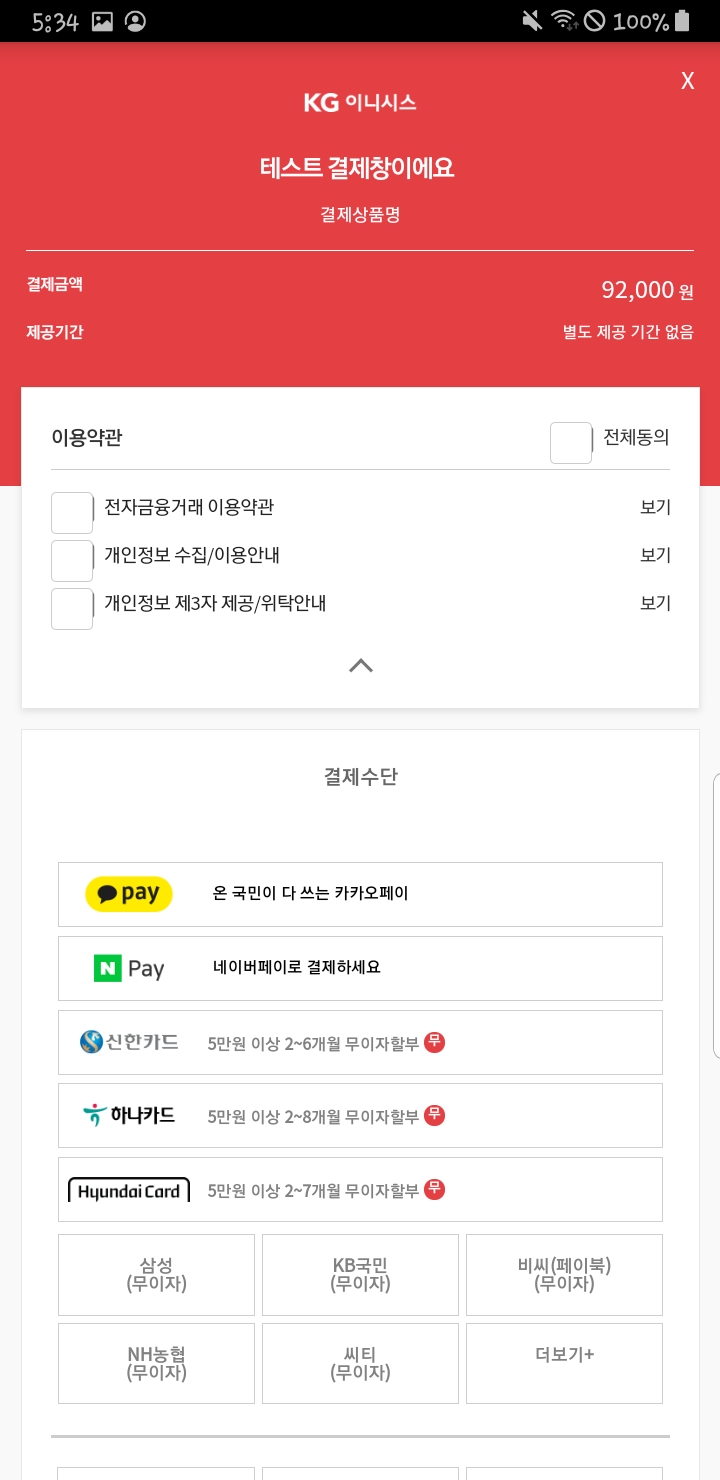 5:34
100%
X
KG 이니시스
테스트 결제창이에요
결제상품명
결제금액
92,000 원
제공기간
별도 제공 기간 없음
이용약관
전체동의
전자금융거래 이용약관
보기
개인정보 수집/이용안내
보기
개인정보 제3자 제공/위탁안내
보기
결제수단
pay 온 국민이 다 쓰는 카카오페이
N Pay 네이버페이로 결제하세요
신한카드 5만원 이상 2~6개월 무이자할부 무
하나카드 5만원 이상 2~8개월 무이자할부 무
Hyundai Card 5만원 이상 2~7개월 무이자할부 무
삼성
(무이자)
KB국민
(무이자)
비씨(페이북)
(무이자)
NH농협
(무이자)
씨티
(무이자)
더보기+